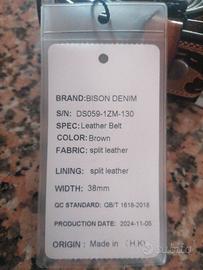 BRAND:BISON DENIM
S/N: DS059-1ZM-130
SPEC:Leather Belt
COLOR:Brown
FABRIC: split leather
LINING: split leather
WIDTH: 38mm
QC STANDARD: QB/T 1618-2018
PRODUCTION DATE: 2024-11-05
ORIGIN : Made in （H.K）
Subito